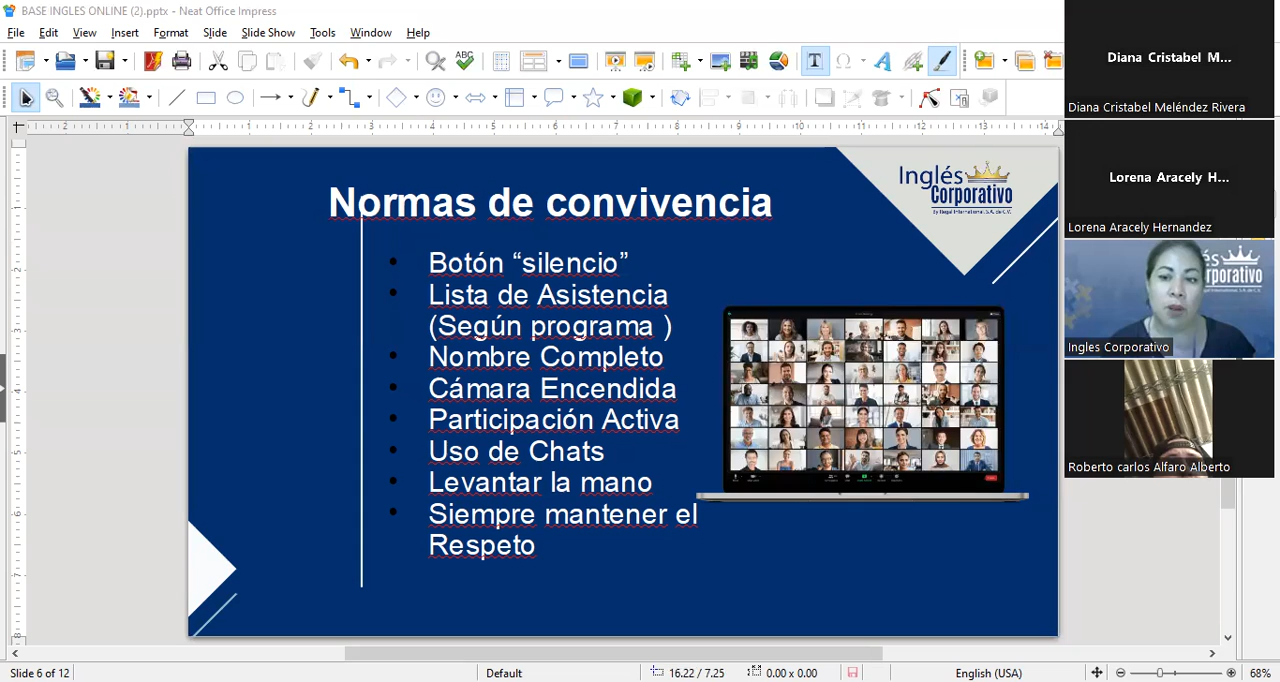 BASE INGLES ONLINE (2).pptx - Neat Office Impress
File Edit View Insert Format Slide Slide Show Tools Window Help
Diana Cristabel M...
Diana Cristabel Meléndez Rivera
Lorena Aracely H...
Lorena Aracely Hernandez
Ingles Corporativo
Roberto carlos Alfaro Alberto
Inglés
Corporativo
Normas de convivencia
Botón “silencio”
Lista de Asistencia
(Según programa )
Nombre Completo
Cámara Encendida
Participación Activa
Uso de Chats
Levantar la mano
Siempre mantener el
Respeto
Slide 6 of 12
Default
16.22 / 7.25
0.00 x 0.00
English (USA)
68%